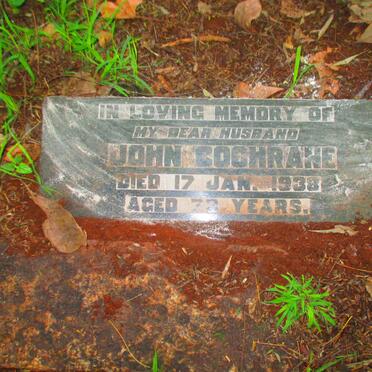 IN LOVING MEMORY OF
MY DEAR HUSBAND
JOHN COCHRANE
DIED 17 JAN. 1938
AGED YEARS.